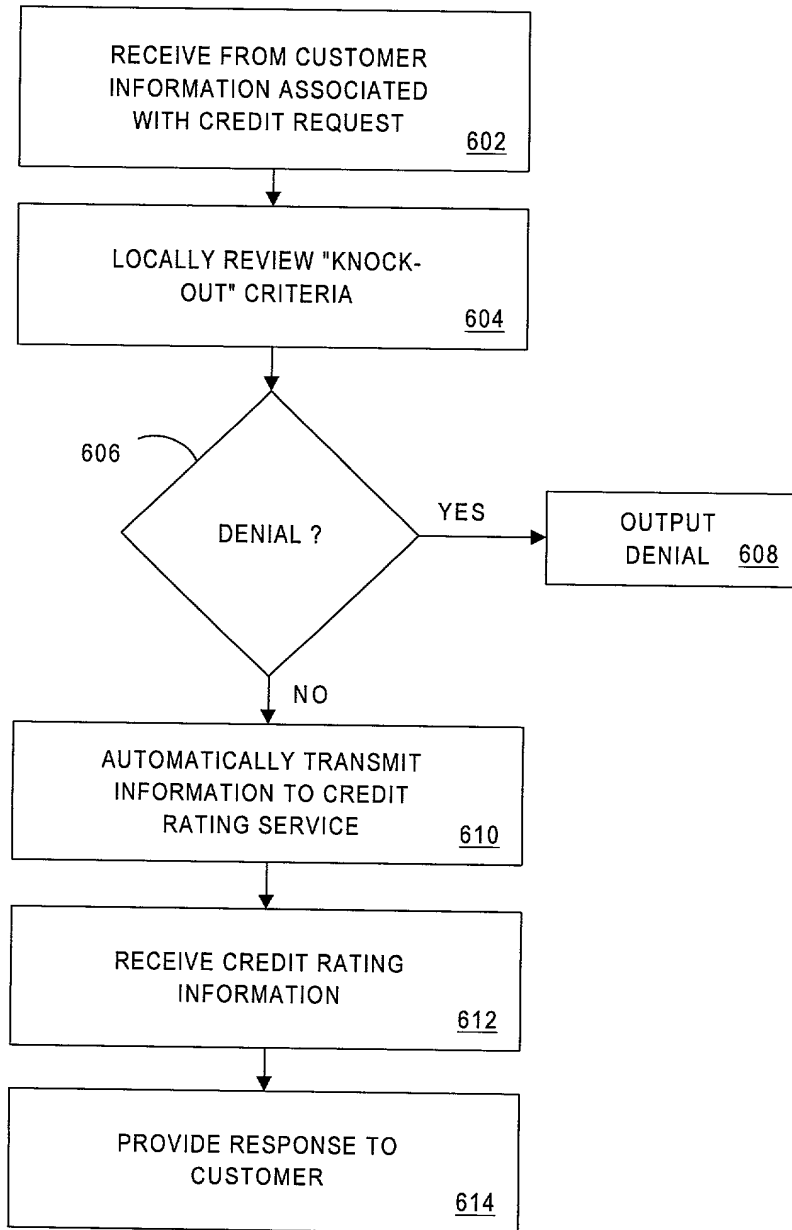 RECEIVE FROM CUSTOMER
INFORMATION ASSOCIATED
WITH CREDIT REQUEST
602
LOCALLY REVIEW "KNOCK-
OUT" CRITERIA
604
606
DENIAL ?
YES
OUTPUT
DENIAL 608
NO
AUTOMATICALLY TRANSMIT
INFORMATION TO CREDIT
RATING SERVICE
610
RECEIVE CREDIT RATING
INFORMATION
612
PROVIDE RESPONSE TO
CUSTOMER
614